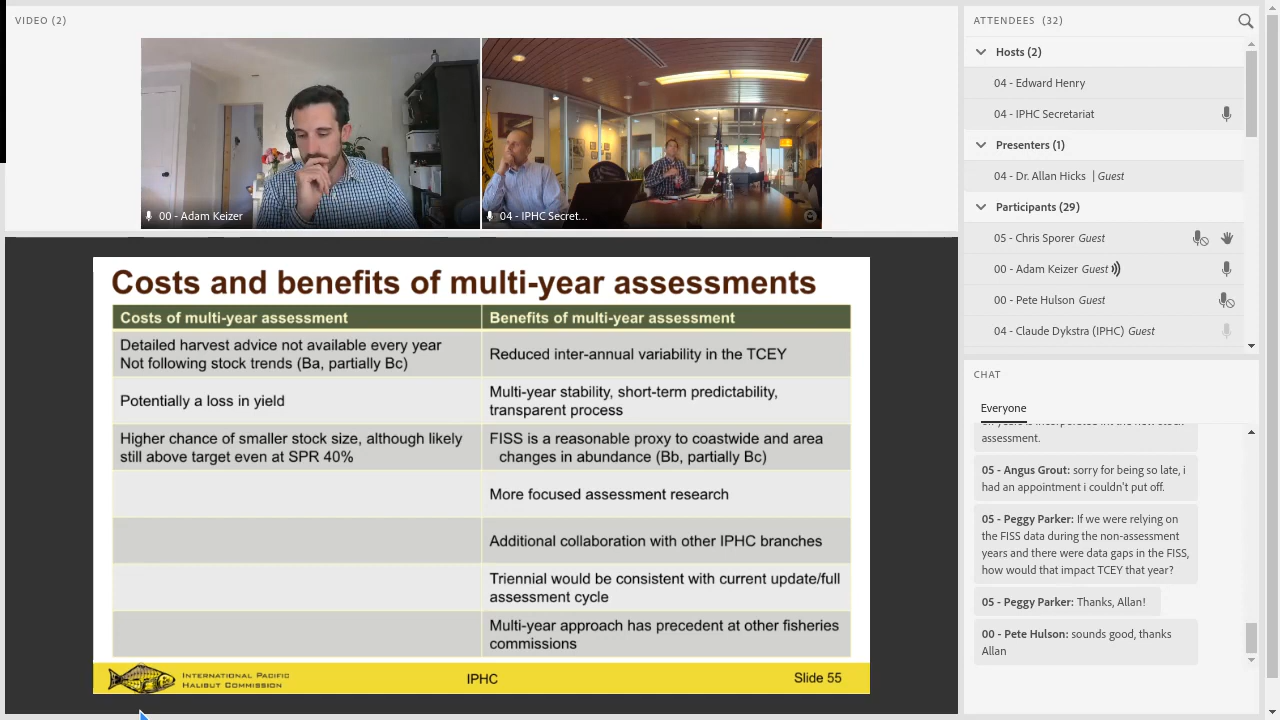 VIDEO (2)
00 - Adam Keizer
04 - IPHC Secret...
Costs and benefits of multi-year assessments
Costs of multi-year assessment
Benefits of multi-year assessment
Detailed harvest advice not available every year
Not following stock trends (Ba, partially Bc)
Reduced inter-annual variability in the TCEY
Potentially a loss in yield
Multi-year stability, short-term predictability,
transparent process
Higher chance of smaller stock size, although likely
still above target even at SPR 40%
FISS is a reasonable proxy to coastwide and area
changes in abundance (Bb, partially Bc)
More focused assessment research
Additional collaboration with other IPHC branches
Triennial would be consistent with current update/full
assessment cycle
Multi-year approach has precedent at other fisheries
commissions
INTERNATIONAL PACIFIC
HALIBUT COMMISSION
IPHC
Slide 55
ATTENDEES (32)
Hosts (2)
04 - Edward Henry
04 - IPHC Secretariat
Presenters (1)
04 - Dr. Allan Hicks | Guest
Participants (29)
05 - Chris Sporer Guest
00 - Adam Keizer Guest
00 - Pete Hulson Guest
04 - Claude Dykstra (IPHC) Guest
CHAT
Everyone
assessment.
05 - Angus Grout: sorry for being so late, i
had an appointment i couldn't put off.
05 - Peggy Parker: If we were relying on
the FISS data during the non-assessment
years and there were data gaps in the FISS,
how would that impact TCEY that year?
05 - Peggy Parker: Thanks, Allan!
00 - Pete Hulson: sounds good, thanks
Allan